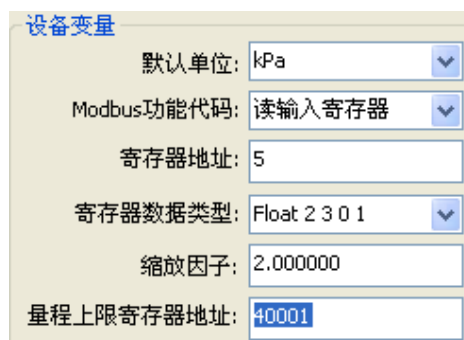 设备变量
默认单位: kPa
Modbus功能代码: 读输入寄存器
寄存器地址: 5
寄存器数据类型: Float 2 3 0 1
缩放因子: 2.000000
量程上限寄存器地址: 40001